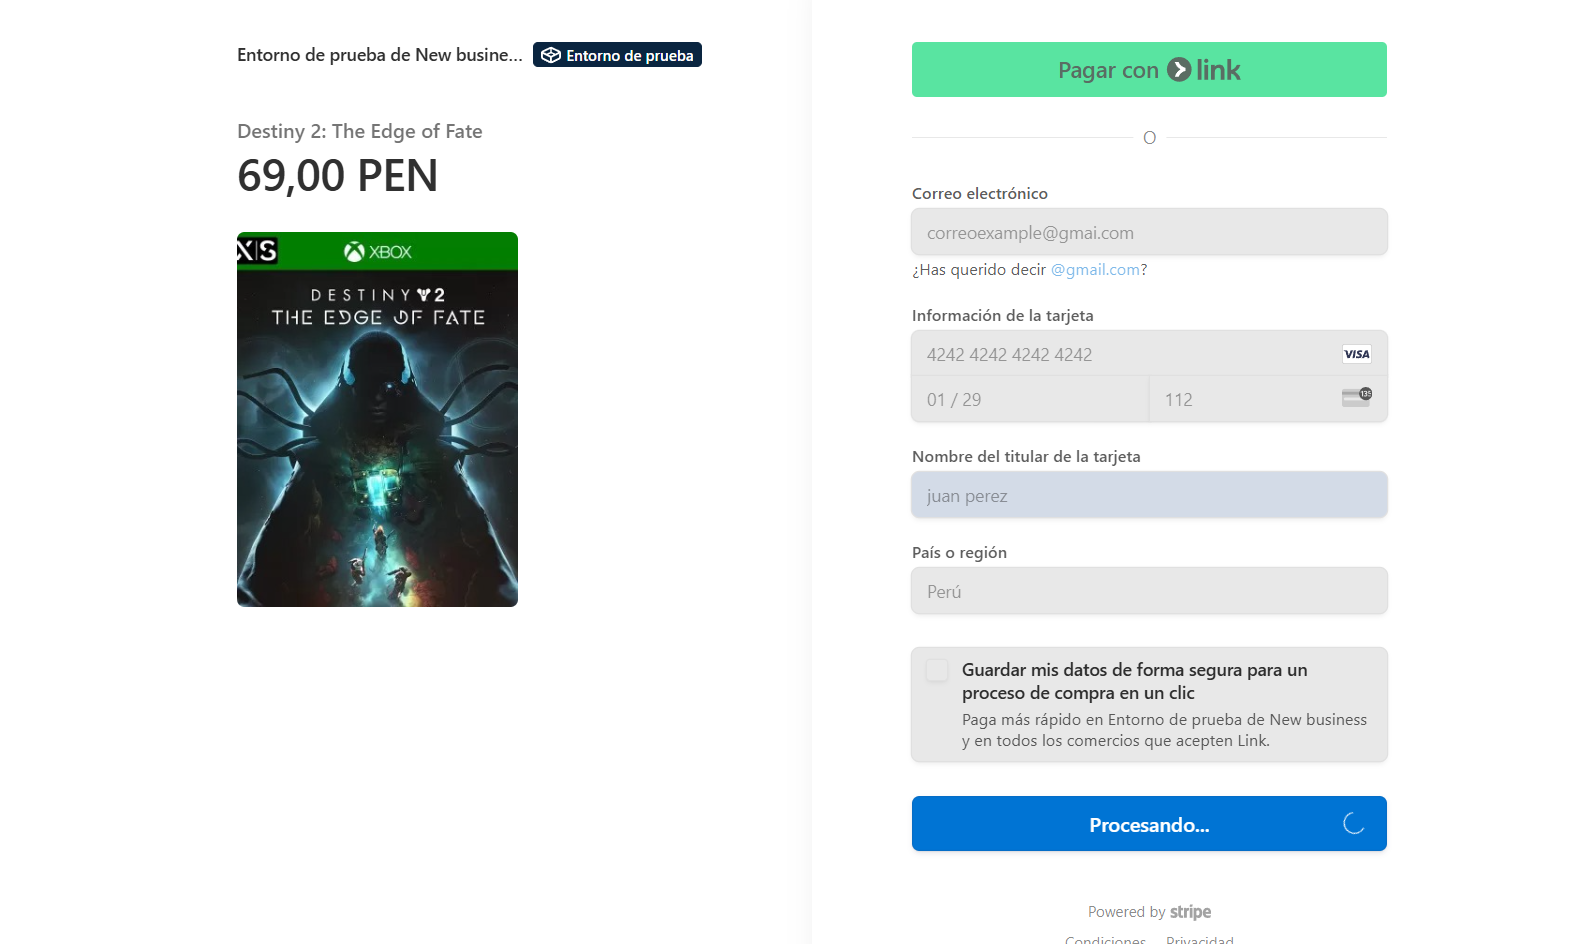 Entorno de prueba de New busine...
Entorno de prueba
Destiny 2: The Edge of Fate
69,00 PEN
X|S
XBOX
DESTINY 2
THE EDGE OF FATE
Pagar con link
O
Correo electrónico
correoexample@gmai.com
¿Has querido decir @gmail.com?
Información de la tarjeta
4242 4242 4242 4242
VISA
01 / 29
112
135
Nombre del titular de la tarjeta
juan perez
País o región
Perú
Guardar mis datos de forma segura para un
proceso de compra en un clic
Paga más rápido en Entorno de prueba de New business
y en todos los comercios que acepten Link.
Procesando...
Powered by stripe
Condiciones Privacidad